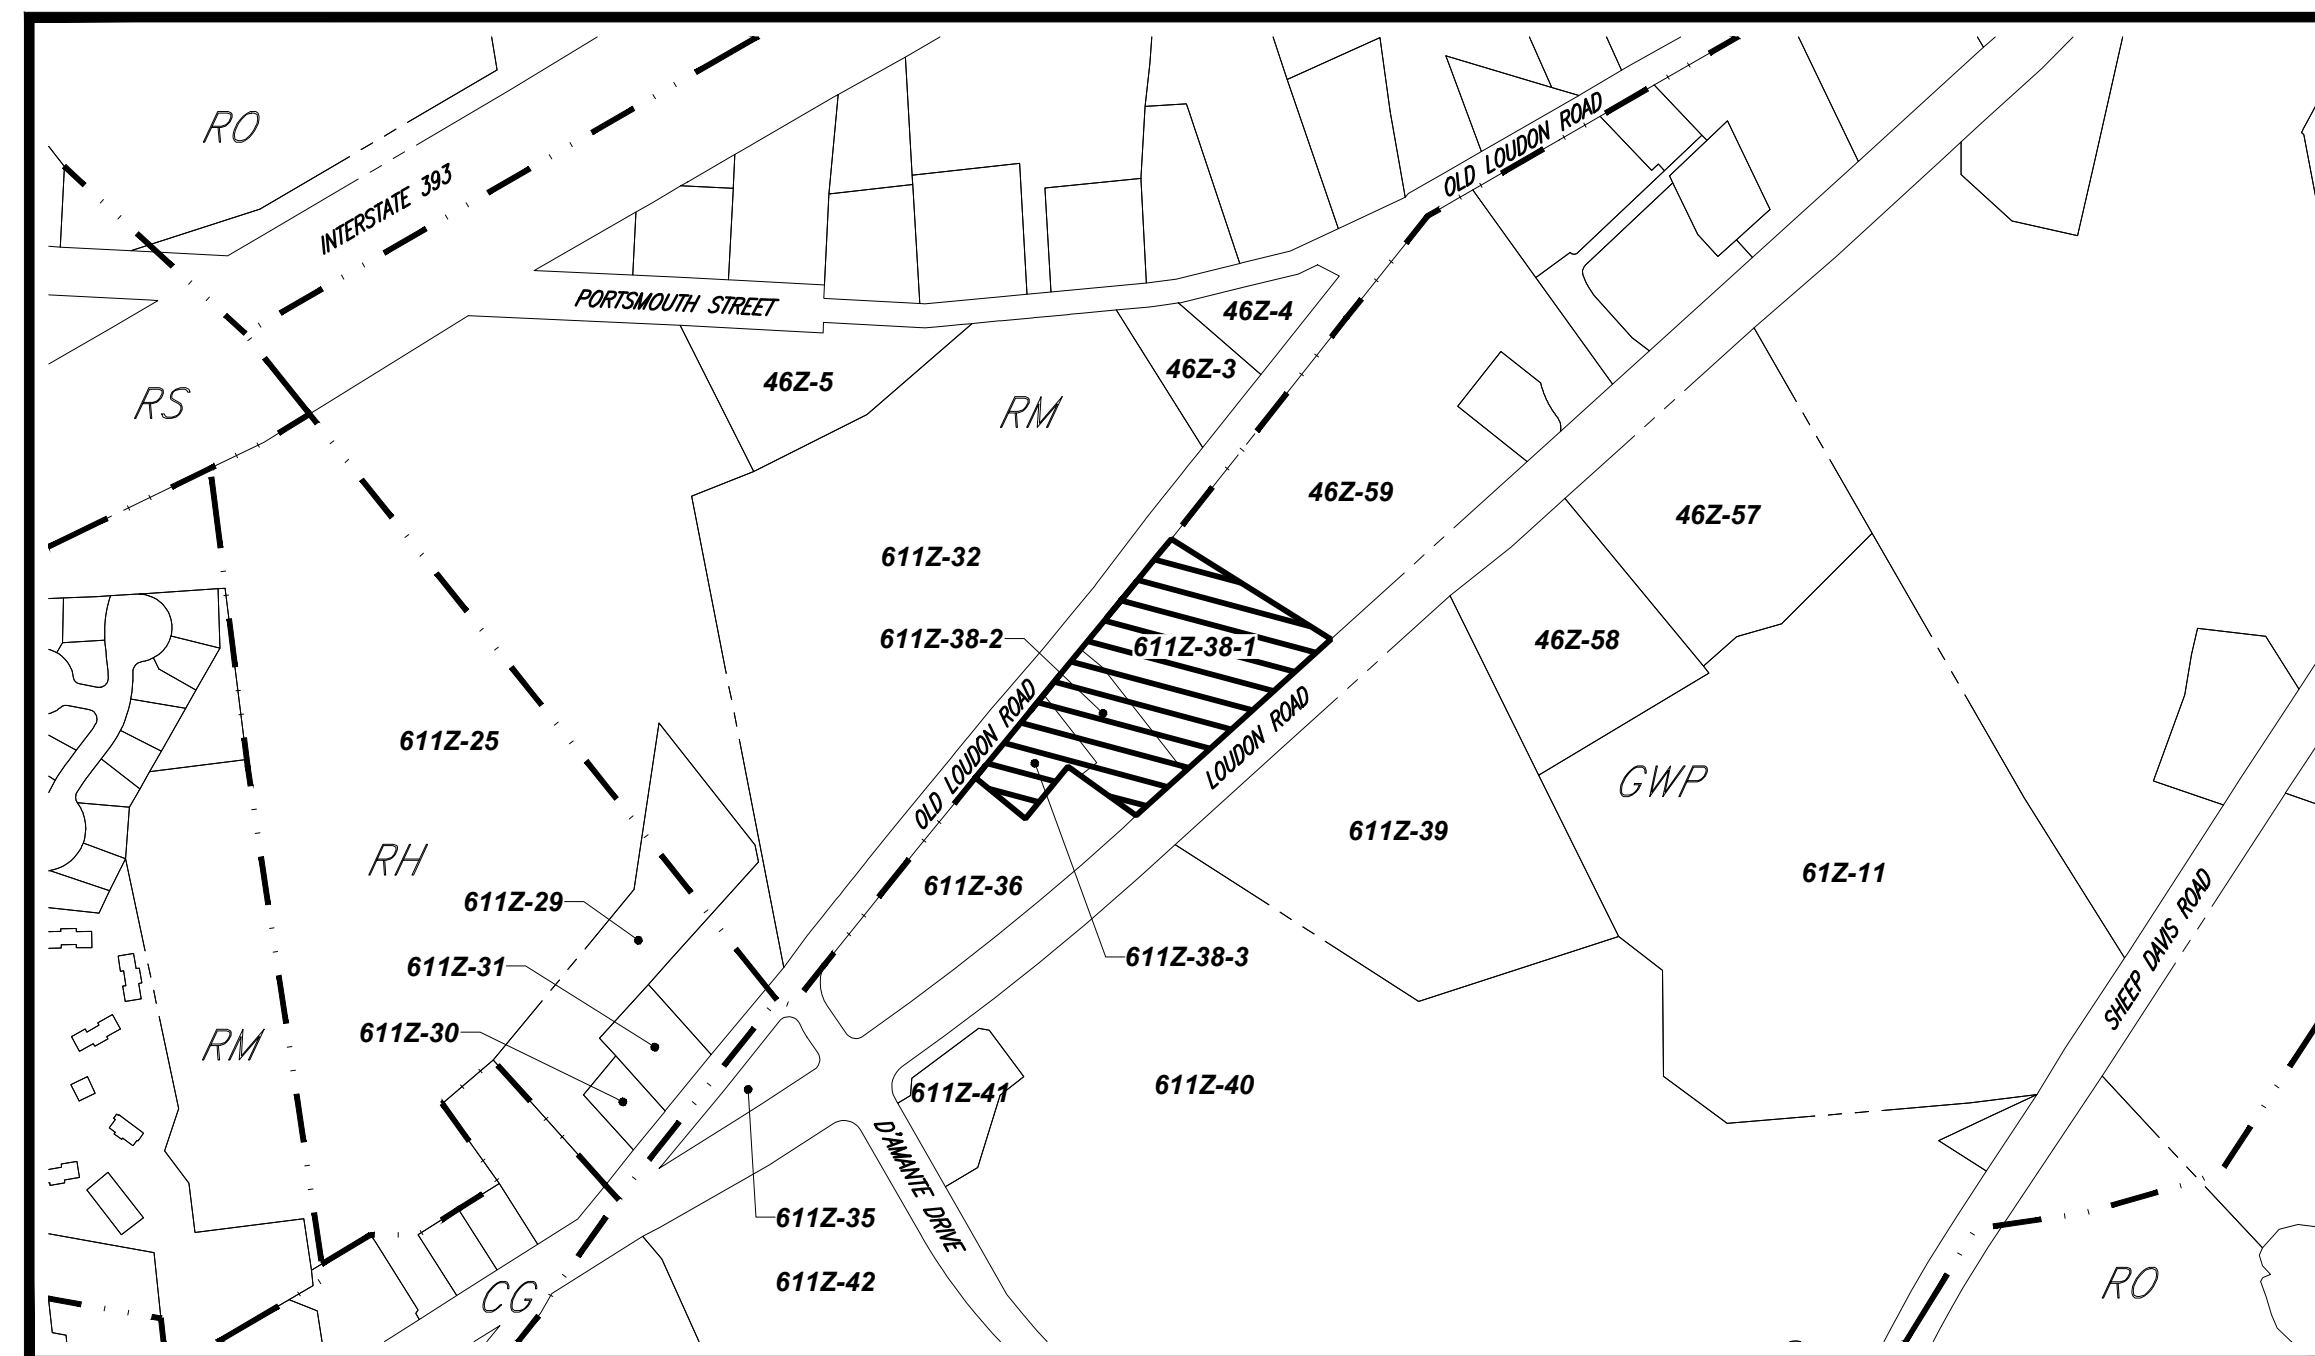 RO
INTERSTATE 393
OLD LOUDON ROAD
PORTSMOUTH STREET
46Z-4
46Z-3
46Z-5
RS
RM
46Z-59
46Z-57
611Z-32
611Z-38-2
611Z-38-1
46Z-58
OLD LOUDON ROAD
LOUDON ROAD
611Z-25
GWP
611Z-39
RH
61Z-11
611Z-36
611Z-29
SHEEP DAVIS ROAD
611Z-38-3
611Z-31
611Z-30
RM
611Z-41
611Z-40
D'AMANTE DRIVE
611Z-35
611Z-42
CG
RO